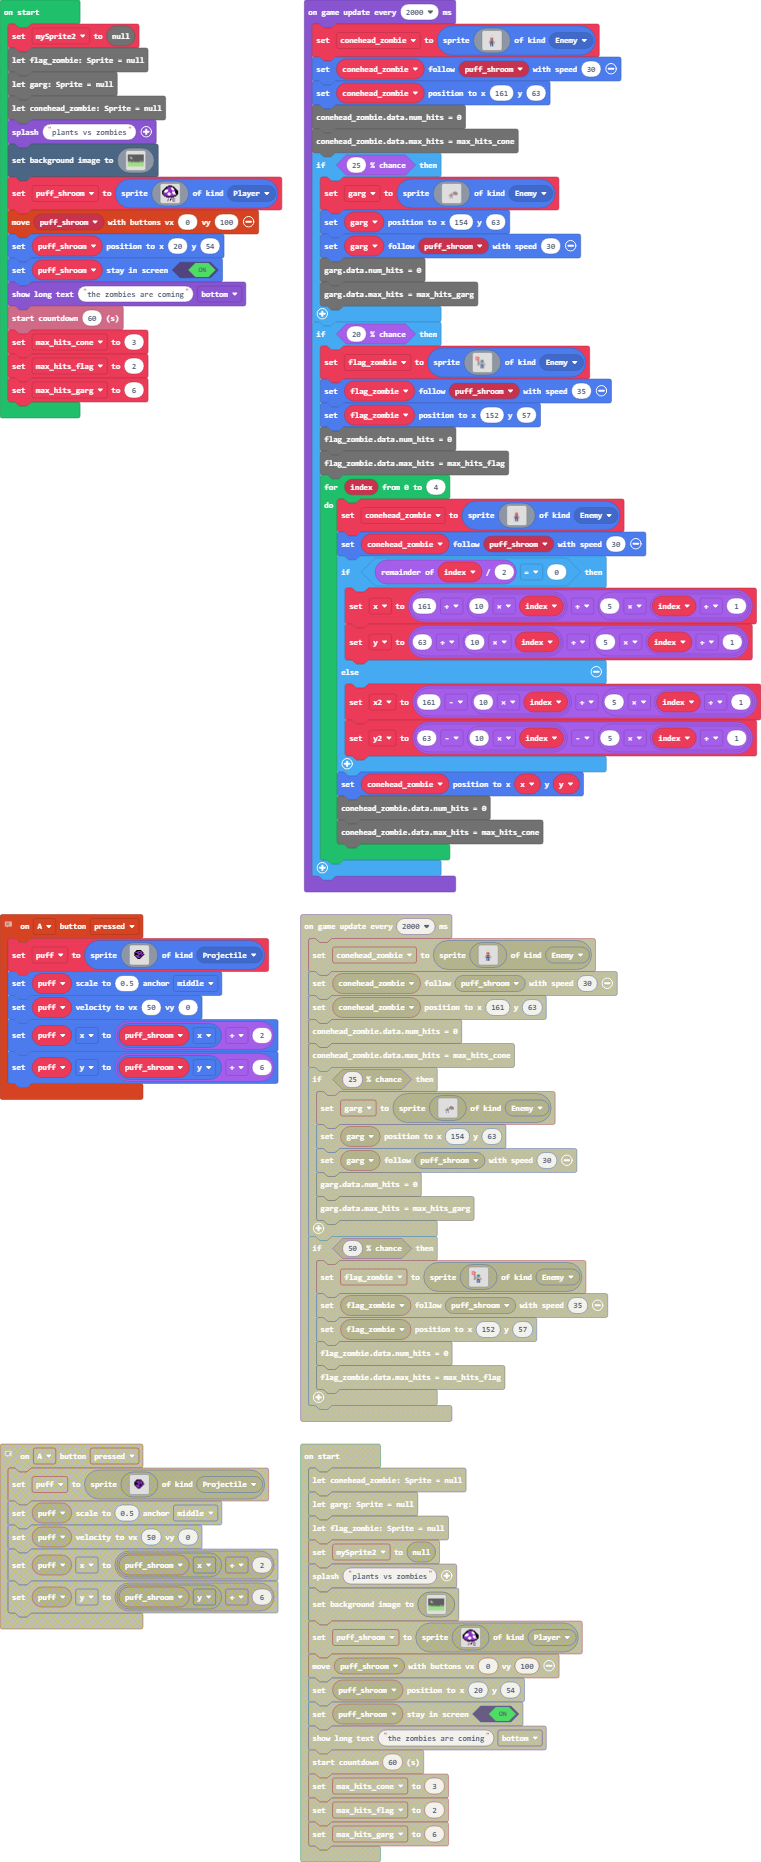 on start
set mySprite2 to null
let flag_zombie: Sprite = null
let garg: Sprite = null
let conehead_zombie: Sprite = null
splash "plants vs zombies"
set background image to
set puff_shroom to sprite of kind Player
move puff_shroom with buttons vx 0 vy 100
set puff_shroom position to x 20 y 54
set puff_shroom stay in screen ON
show long text "the zombies are coming" bottom
start countdown 60 (s)
set max_hits_cone to 3
set max_hits_flag to 2
set max_hits_garg to 6
on game update every 2000 ms
set conehead_zombie to sprite of kind Enemy
set conehead_zombie follow puff_shroom with speed 30
set conehead_zombie position to x 161 y 63
conehead_zombie.data.num_hits = 0
conehead_zombie.data.max_hits = max_hits_cone
if 25 % chance then
set garg to sprite of kind Enemy
set garg position to x 154 y 63
set garg follow puff_shroom with speed 30
garg.data.num_hits = 0
garg.data.max_hits = max_hits_garg
if 20 % chance then
set flag_zombie to sprite of kind Enemy
set flag_zombie follow puff_shroom with speed 35
set flag_zombie position to x 152 y 57
flag_zombie.data.num_hits = 0
flag_zombie.data.max_hits = max_hits_flag
for index from 0 to 4
do
set conehead_zombie to sprite of kind Enemy
set conehead_zombie follow puff_shroom with speed 30
if remainder of index / 2 = 0 then
set x to 161 + 10 × index + 5 × index + 1
set y to 63 + 10 × index + 5 × index + 1
else
set x2 to 161 - 10 × index + 5 × index + 1
set y2 to 63 - 10 × index - 5 × index + 1
set conehead_zombie position to x x y y
conehead_zombie.data.num_hits = 0
conehead_zombie.data.max_hits = max_hits_cone
on A button pressed
set puff to sprite of kind Projectile
set puff scale to 0.5 anchor middle
set puff velocity to vx 50 vy 0
set puff x to puff_shroom x + 2
set puff y to puff_shroom y + 6
on game update every 2000 ms
set conehead_zombie to sprite of kind Enemy
set conehead_zombie follow puff_shroom with speed 30
set conehead_zombie position to x 161 y 63
conehead_zombie.data.num_hits = 0
conehead_zombie.data.max_hits = max_hits_cone
if 25 % chance then
set garg to sprite of kind Enemy
set garg position to x 154 y 63
set garg follow puff_shroom with speed 30
garg.data.num_hits = 0
garg.data.max_hits = max_hits_garg
if 50 % chance then
set flag_zombie to sprite of kind Enemy
set flag_zombie follow puff_shroom with speed 35
set flag_zombie position to x 152 y 57
flag_zombie.data.num_hits = 0
flag_zombie.data.max_hits = max_hits_flag
on A button pressed
set puff to sprite of kind Projectile
set puff scale to 0.5 anchor middle
set puff velocity to vx 50 vy 0
set puff x to puff_shroom x + 2
set puff y to puff_shroom y + 6
on start
let conehead_zombie: Sprite = null
let garg: Sprite = null
let flag_zombie: Sprite = null
set mySprite2 to null
splash "plants vs zombies"
set background image to
set puff_shroom to sprite of kind Player
move puff_shroom with buttons vx 0 vy 100
set puff_shroom position to x 20 y 54
set puff_shroom stay in screen ON
show long text "the zombies are coming" bottom
start countdown 60 (s)
set max_hits_cone to 3
set max_hits_flag to 2
set max_hits_garg to 6